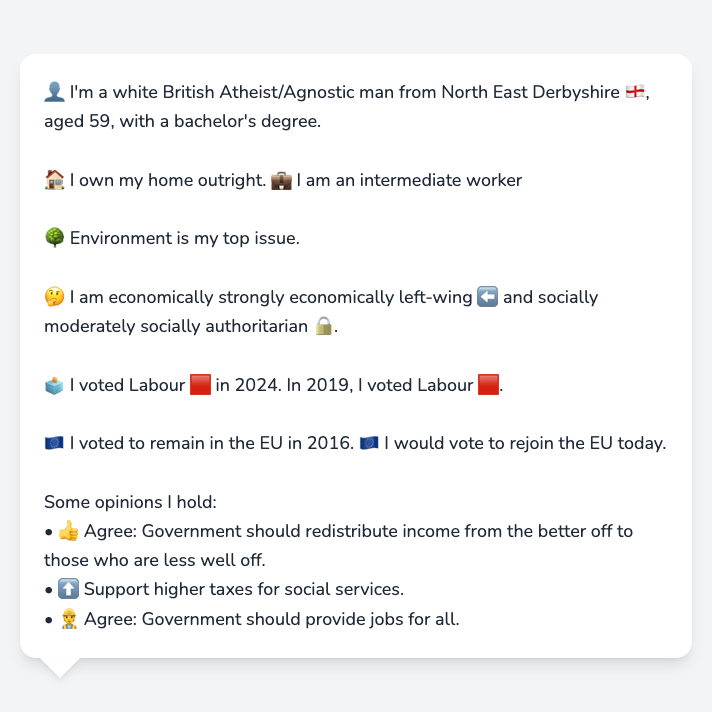 👤 I'm a white British Atheist/Agnostic man from North East Derbyshire 🏴󠁧󠁢󠁥󠁮󠁧󠁿,
aged 59, with a bachelor's degree.
🏠 I own my home outright. 💼 I am an intermediate worker
🌳 Environment is my top issue.
🤔 I am economically strongly economically left-wing ⬅️ and socially
moderately socially authoritarian 🔒.
🗳️ I voted Labour 🟥 in 2024. In 2019, I voted Labour 🟥.
🇪🇺 I voted to remain in the EU in 2016. 🇪🇺 I would vote to rejoin the EU today.
Some opinions I hold:
• 👍 Agree: Government should redistribute income from the better off to
those who are less well off.
• ⬆️ Support higher taxes for social services.
• 👷 Agree: Government should provide jobs for all.